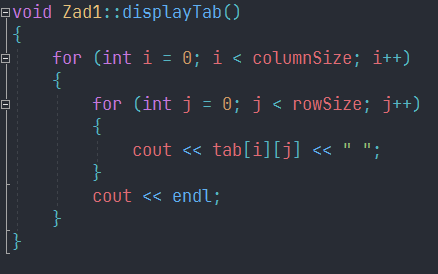 void Zad1::displayTab()
{
    for (int i = 0; i < columnSize; i++)
    {
        for (int j = 0; j < rowSize; j++)
        {
            cout << tab[i][j] << " ";
        }
        cout << endl;
    }
}